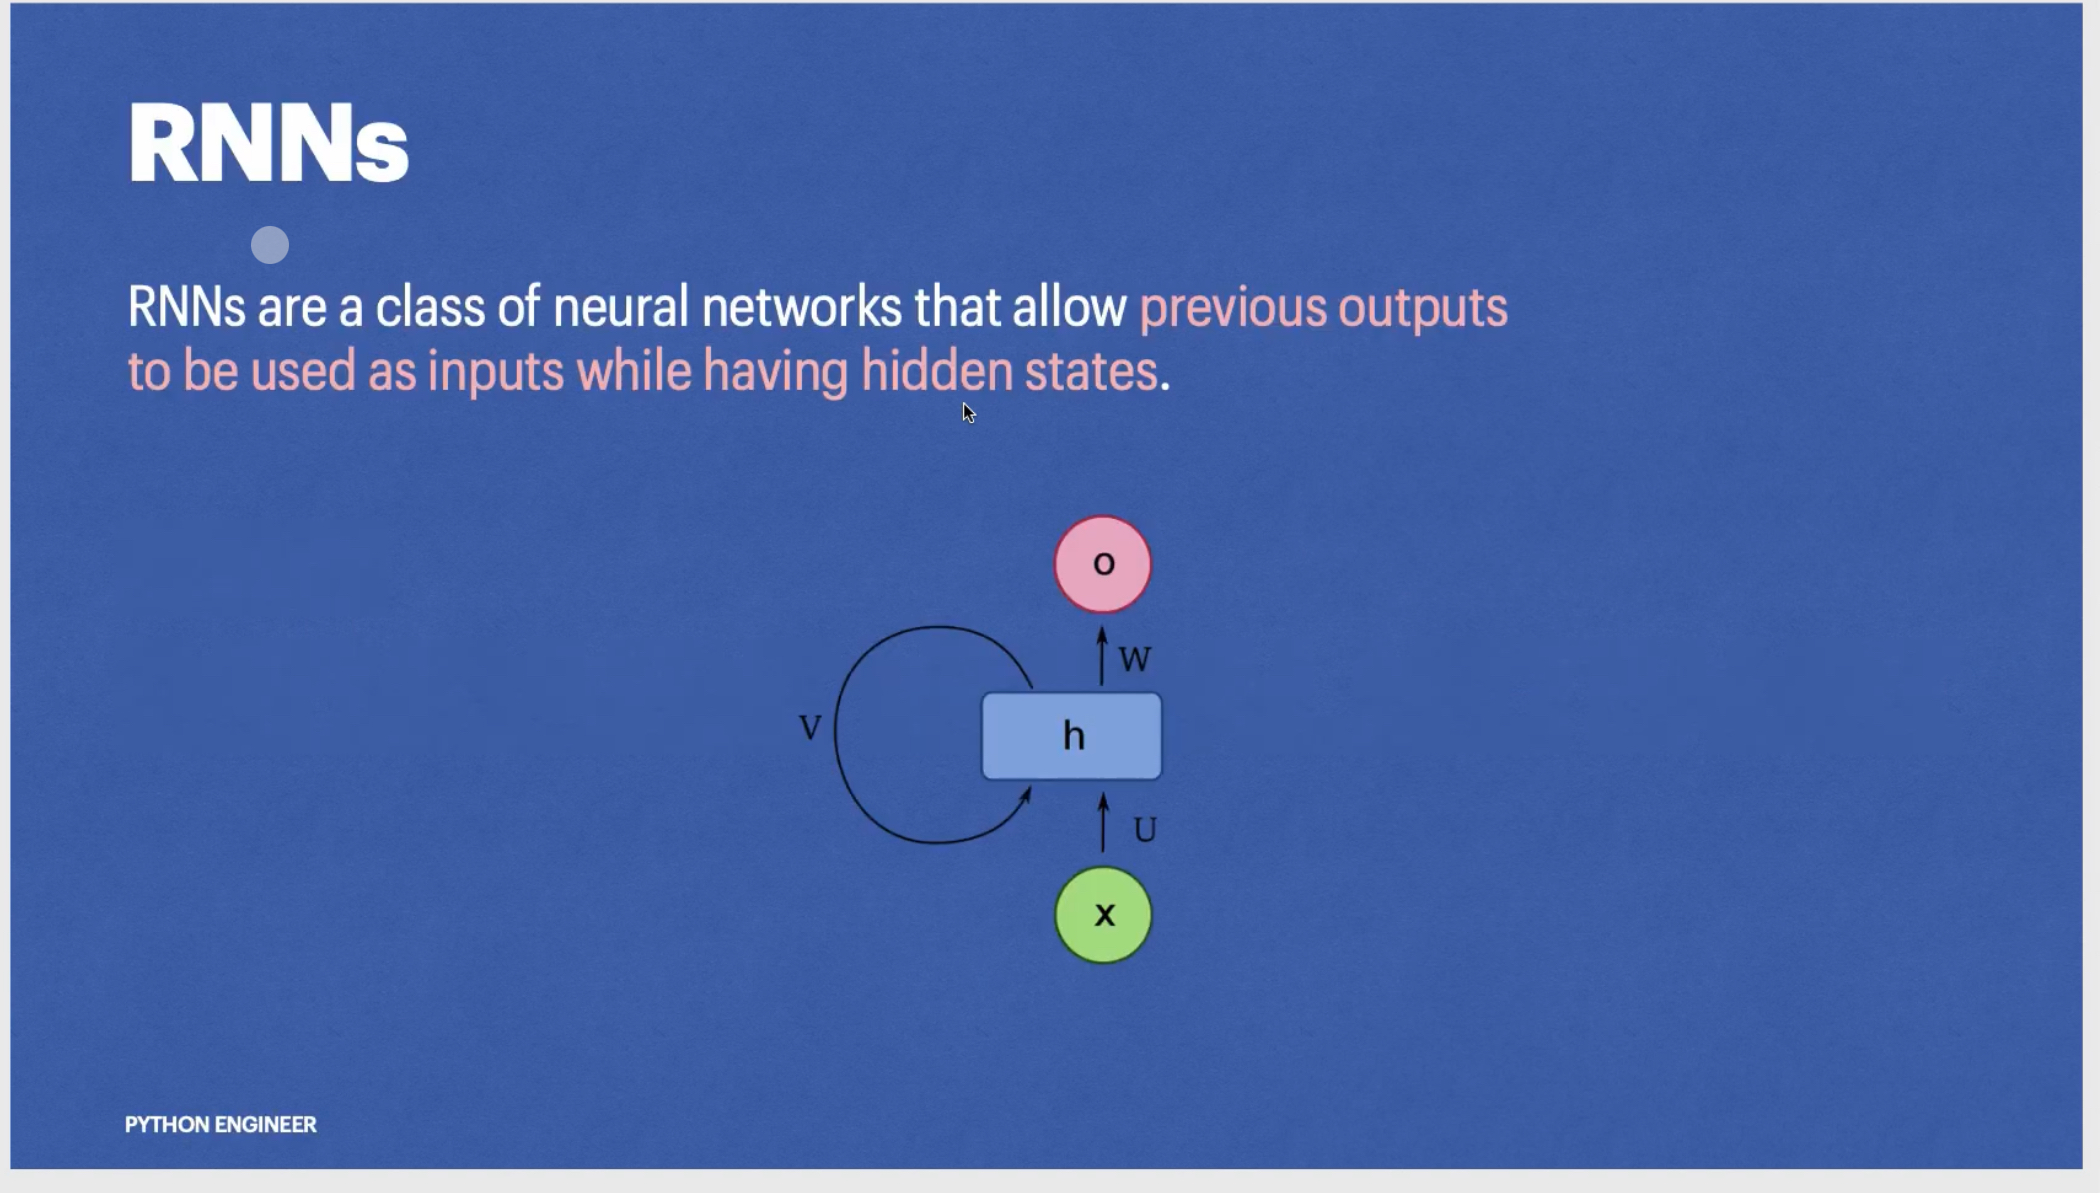 RNNs
RNNs are a class of neural networks that allow previous outputs
to be used as inputs while having hidden states.
o
W
V
h
U
x
PYTHON ENGINEER